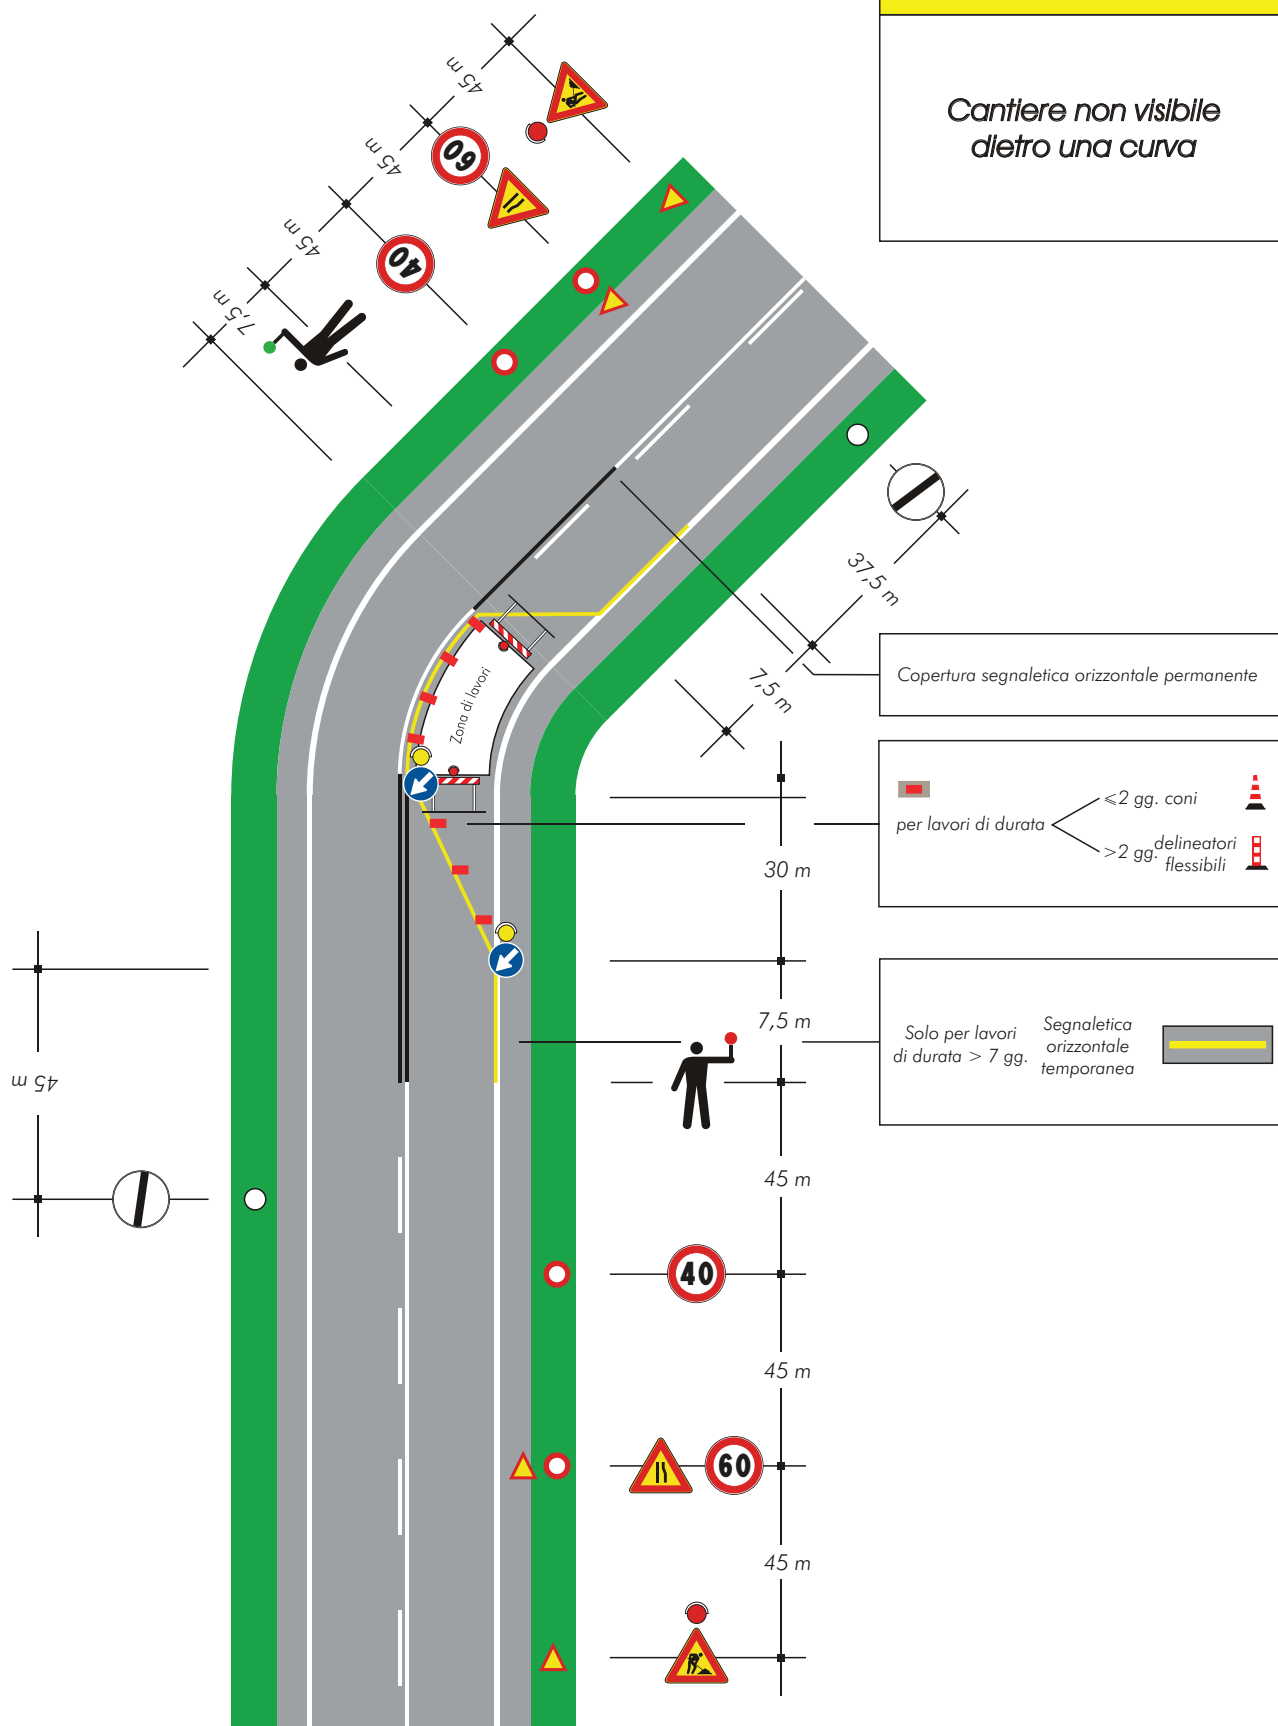 Cantiere non visibile
dietro una curva
45 m
45 m
60
45 m
40
7,5 m
37,5 m
Copertura segnaletica orizzontale permanente
7,5 m
Zona di lavori
⩽2 gg. coni
per lavori di durata
>2 gg. delineatori
flessibili
30 m
7,5 m
Solo per lavori
di durata > 7 gg.
Segnaletica
orizzontale
temporanea
45 m
45 m
40
45 m
60
45 m